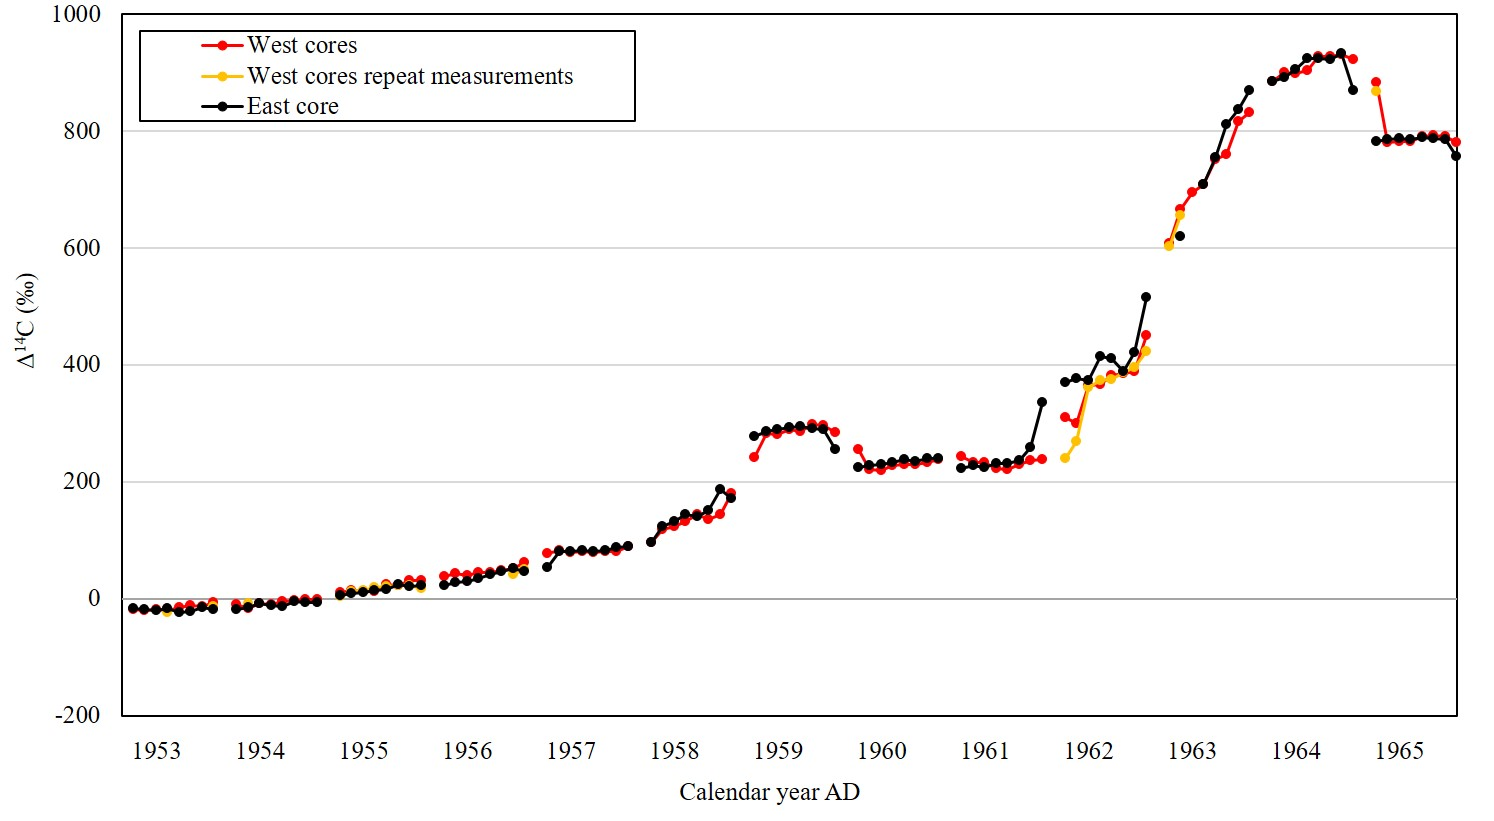 1000
800
600
400
200
0
-200
Δ¹⁴C (‰)
West cores
West cores repeat measurements
East core
1953 1954 1955 1956 1957 1958 1959 1960 1961 1962 1963 1964 1965
Calendar year AD